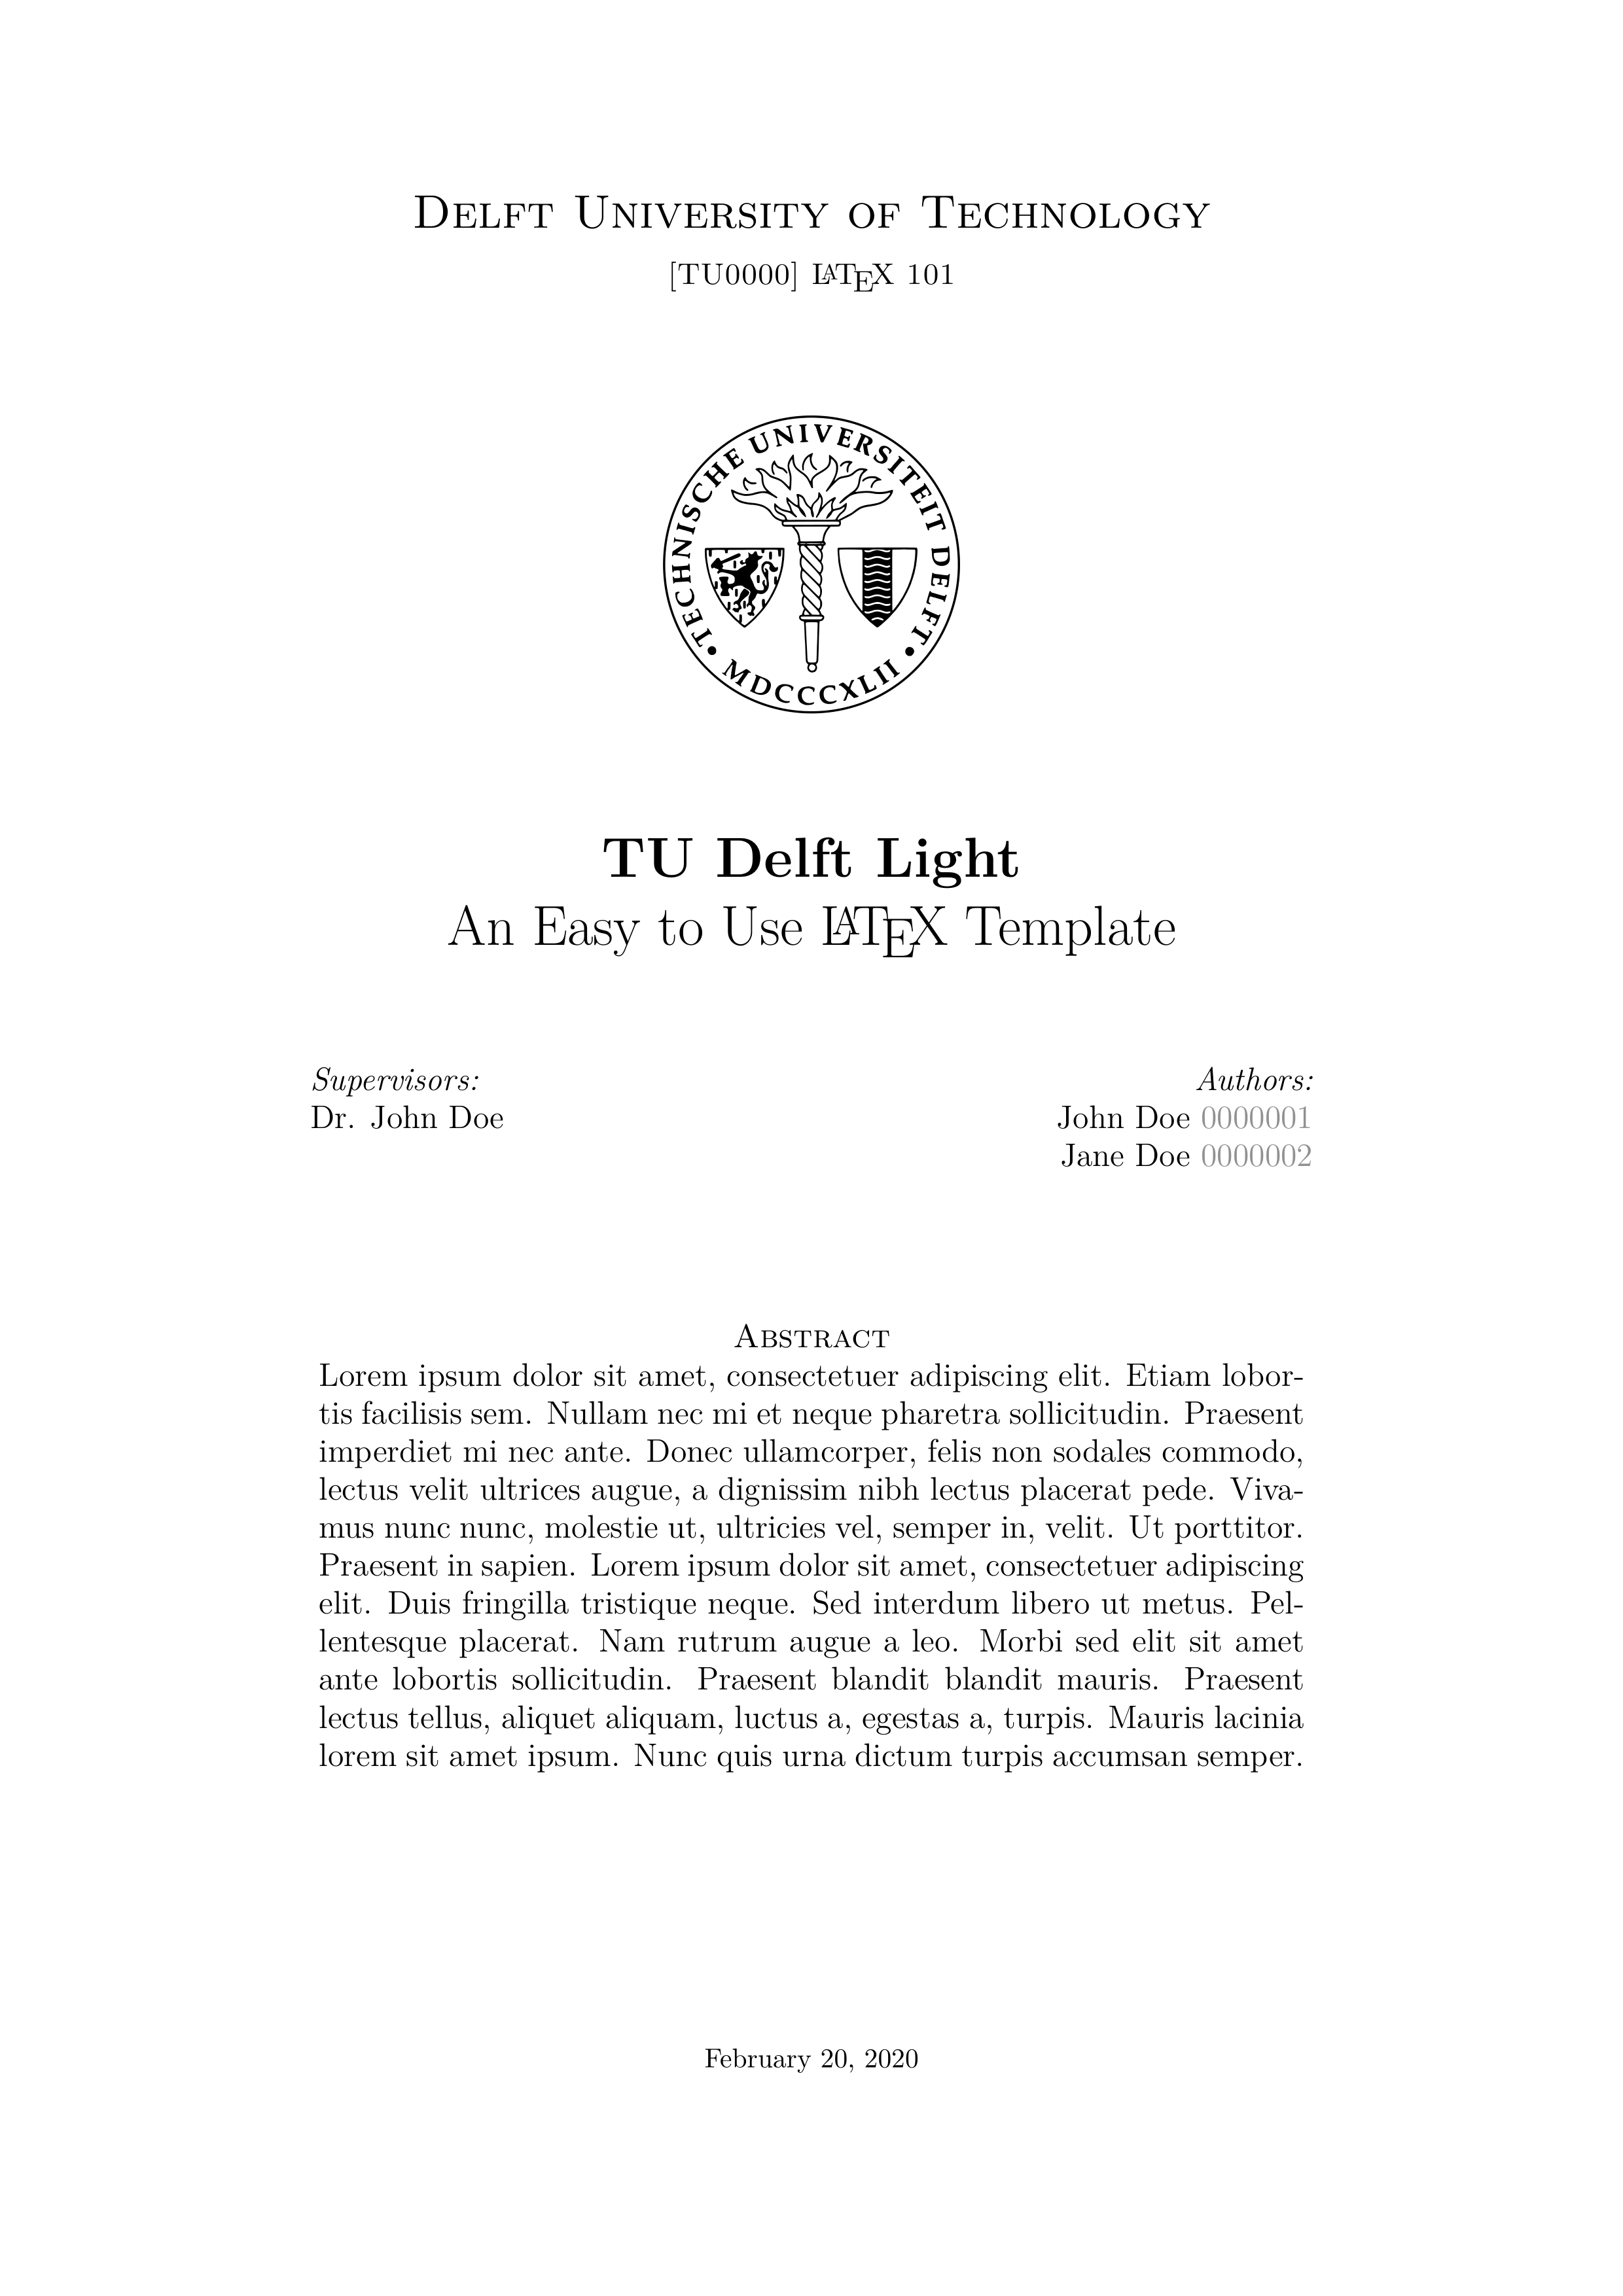 Delft University of Technology
[TU0000] LATEX 101
TECHNISCHE UNIVERSITEIT DELFT
• MDCCCXLII •
TU Delft Light
An Easy to Use LATEX Template
Supervisors:
Dr. John Doe
Authors:
John Doe 0000001
Jane Doe 0000002
Abstract
Lorem ipsum dolor sit amet, consectetuer adipiscing elit. Etiam lobor-
tis facilisis sem. Nullam nec mi et neque pharetra sollicitudin. Praesent
imperdiet mi nec ante. Donec ullamcorper, felis non sodales commodo,
lectus velit ultrices augue, a dignissim nibh lectus placerat pede. Viva-
mus nunc nunc, molestie ut, ultricies vel, semper in, velit. Ut porttitor.
Praesent in sapien. Lorem ipsum dolor sit amet, consectetuer adipiscing
elit. Duis fringilla tristique neque. Sed interdum libero ut metus. Pel-
lentesque placerat. Nam rutrum augue a leo. Morbi sed elit sit amet
ante lobortis sollicitudin. Praesent blandit blandit mauris. Praesent
lectus tellus, aliquet aliquam, luctus a, egestas a, turpis. Mauris lacinia
lorem sit amet ipsum. Nunc quis urna dictum turpis accumsan semper.
February 20, 2020